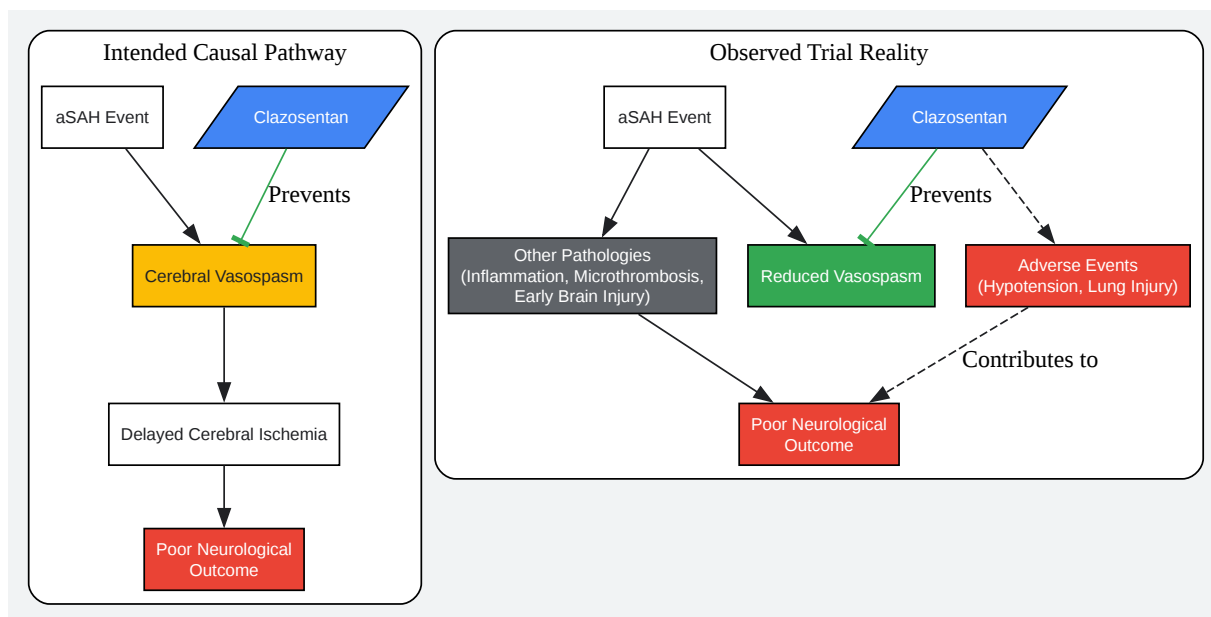 Intended Causal Pathway
aSAH Event
Clazosentan
Prevents
Cerebral Vasospasm
Delayed Cerebral Ischemia
Poor Neurological
Outcome
Observed Trial Reality
aSAH Event
Clazosentan
Prevents
Other Pathologies
(Inflammation, Microthrombosis,
Early Brain Injury)
Reduced Vasospasm
Adverse Events
(Hypotension, Lung Injury)
Contributes to
Poor Neurological
Outcome